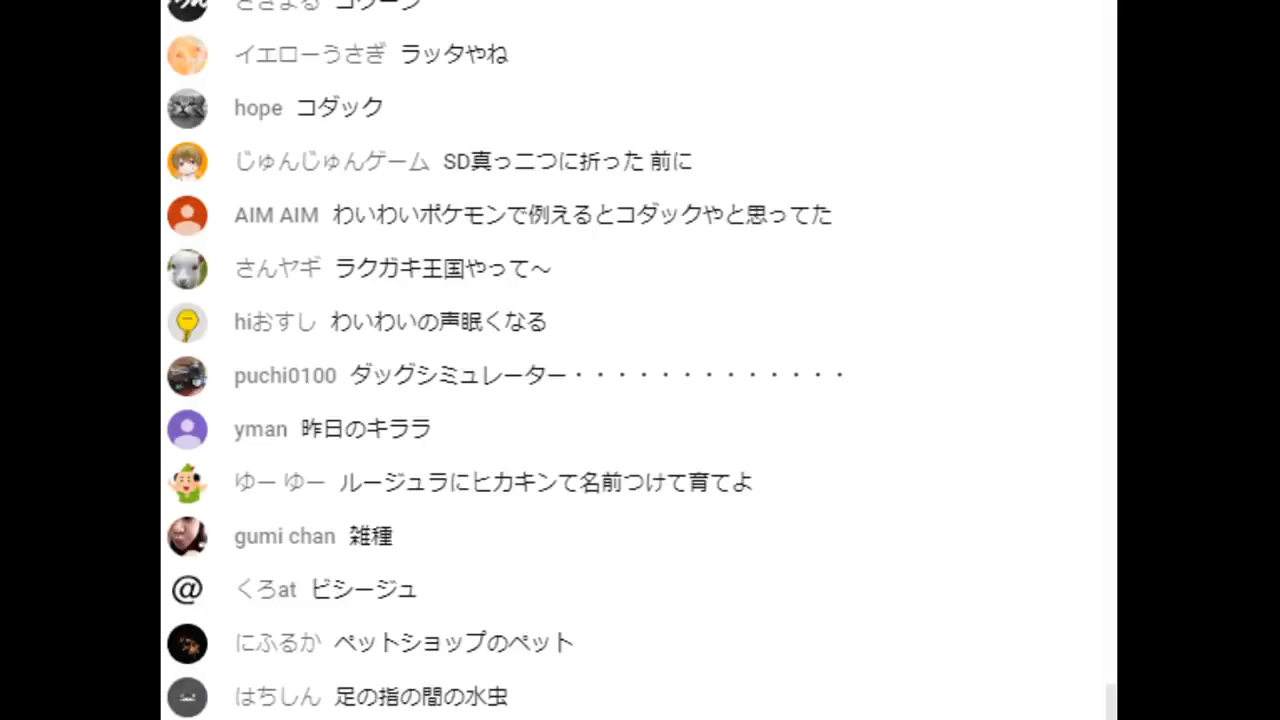 イエローうさぎ ラッタやね
hope コダック
じゅんじゅんゲーム SD真っ二つに折った 前に
AIM AIM わいわいポケモンで例えるとコダックやと思ってた
さんヤギ ラクガキ王国やって～
hiおすし わいわいの声眠くなる
puchi0100 ダッグシミュレーター・・・・・・・・・・・・・
yman 昨日のキララ
ゆー ゆー ルージュラにヒカキンて名前つけて育てよ
gumi chan 雑種
@ くろat ビシージュ
にふるか ペットショップのペット
はちしん 足の指の間の水虫